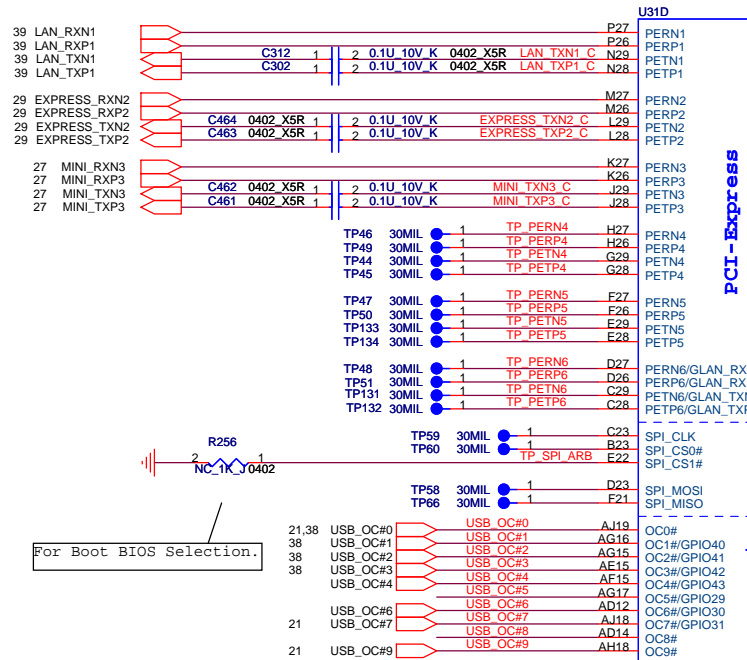 U31D
39 LAN_RXN1 P27 PERN1
39 LAN_RXP1 P26 PERP1
39 LAN_TXN1 C312 1 2 0.1U_10V_K 0402_X5R LAN_TXN1_C N29 PETN1
39 LAN_TXP1 C302 1 2 0.1U_10V_K 0402_X5R LAN_TXP1_C N28 PETP1
29 EXPRESS_RXN2 M27 PERN2
29 EXPRESS_RXP2 M26 PERP2
29 EXPRESS_TXN2 C464 0402_X5R 1 2 0.1U_10V_K EXPRESS_TXN2_C L29 PETN2
29 EXPRESS_TXP2 C463 0402_X5R 1 2 0.1U_10V_K EXPRESS_TXP2_C L28 PETP2
27 MINI_RXN3 K27 PERN3
27 MINI_RXP3 K26 PERP3
27 MINI_TXN3 C462 0402_X5R 1 2 0.1U_10V_K MINI_TXN3_C J29 PETN3
27 MINI_TXP3 C461 0402_X5R 1 2 0.1U_10V_K MINI_TXP3_C J28 PETP3
PCI-Express
TP46 30MIL 1 TP_PERN4 H27 PERN4
TP49 30MIL 1 TP_PERP4 H26 PERP4
TP44 30MIL 1 TP_PETN4 G29 PETN4
TP45 30MIL 1 TP_PETP4 G28 PETP4
TP47 30MIL 1 TP_PERN5 F27 PERN5
TP50 30MIL 1 TP_PERP5 F26 PERP5
TP133 30MIL 1 TP_PETN5 E29 PETN5
TP134 30MIL 1 TP_PETP5 E28 PETP5
TP48 30MIL 1 TP_PERN6 D27 PERN6/GLAN_RX
TP51 30MIL 1 TP_PERP6 D26 PERP6/GLAN_RX
TP131 30MIL 1 TP_PETN6 C29 PETN6/GLAN_TXN
TP132 30MIL 1 TP_PETP6 C28 PETP6/GLAN_TXP
TP59 30MIL 1 C23 SPI_CLK
TP60 30MIL 1 B23 SPI_CS0#
R256 2 1 NC_1K_J 0402 TP_SPI_ARB E22 SPI_CS1#
TP58 30MIL 1 D23 SPI_MOSI
TP66 30MIL 1 F21 SPI_MISO
For Boot BIOS Selection.
21,38 USB_OC#0 USB_OC#0 AJ19 OC0#
38 USB_OC#1 USB_OC#1 AG16 OC1#/GPIO40
38 USB_OC#2 USB_OC#2 AG15 OC2#/GPIO41
38 USB_OC#3 USB_OC#3 AE15 OC3#/GPIO42
USB_OC#4 USB_OC#4 AF15 OC4#/GPIO43
USB_OC#5 AG17 OC5#/GPIO29
USB_OC#6 USB_OC#6 AD12 OC6#/GPIO30
21 USB_OC#7 USB_OC#7 AJ18 OC7#/GPIO31
USB_OC#8 AD14 OC8#
21 USB_OC#9 USB_OC#9 AH18 OC9#